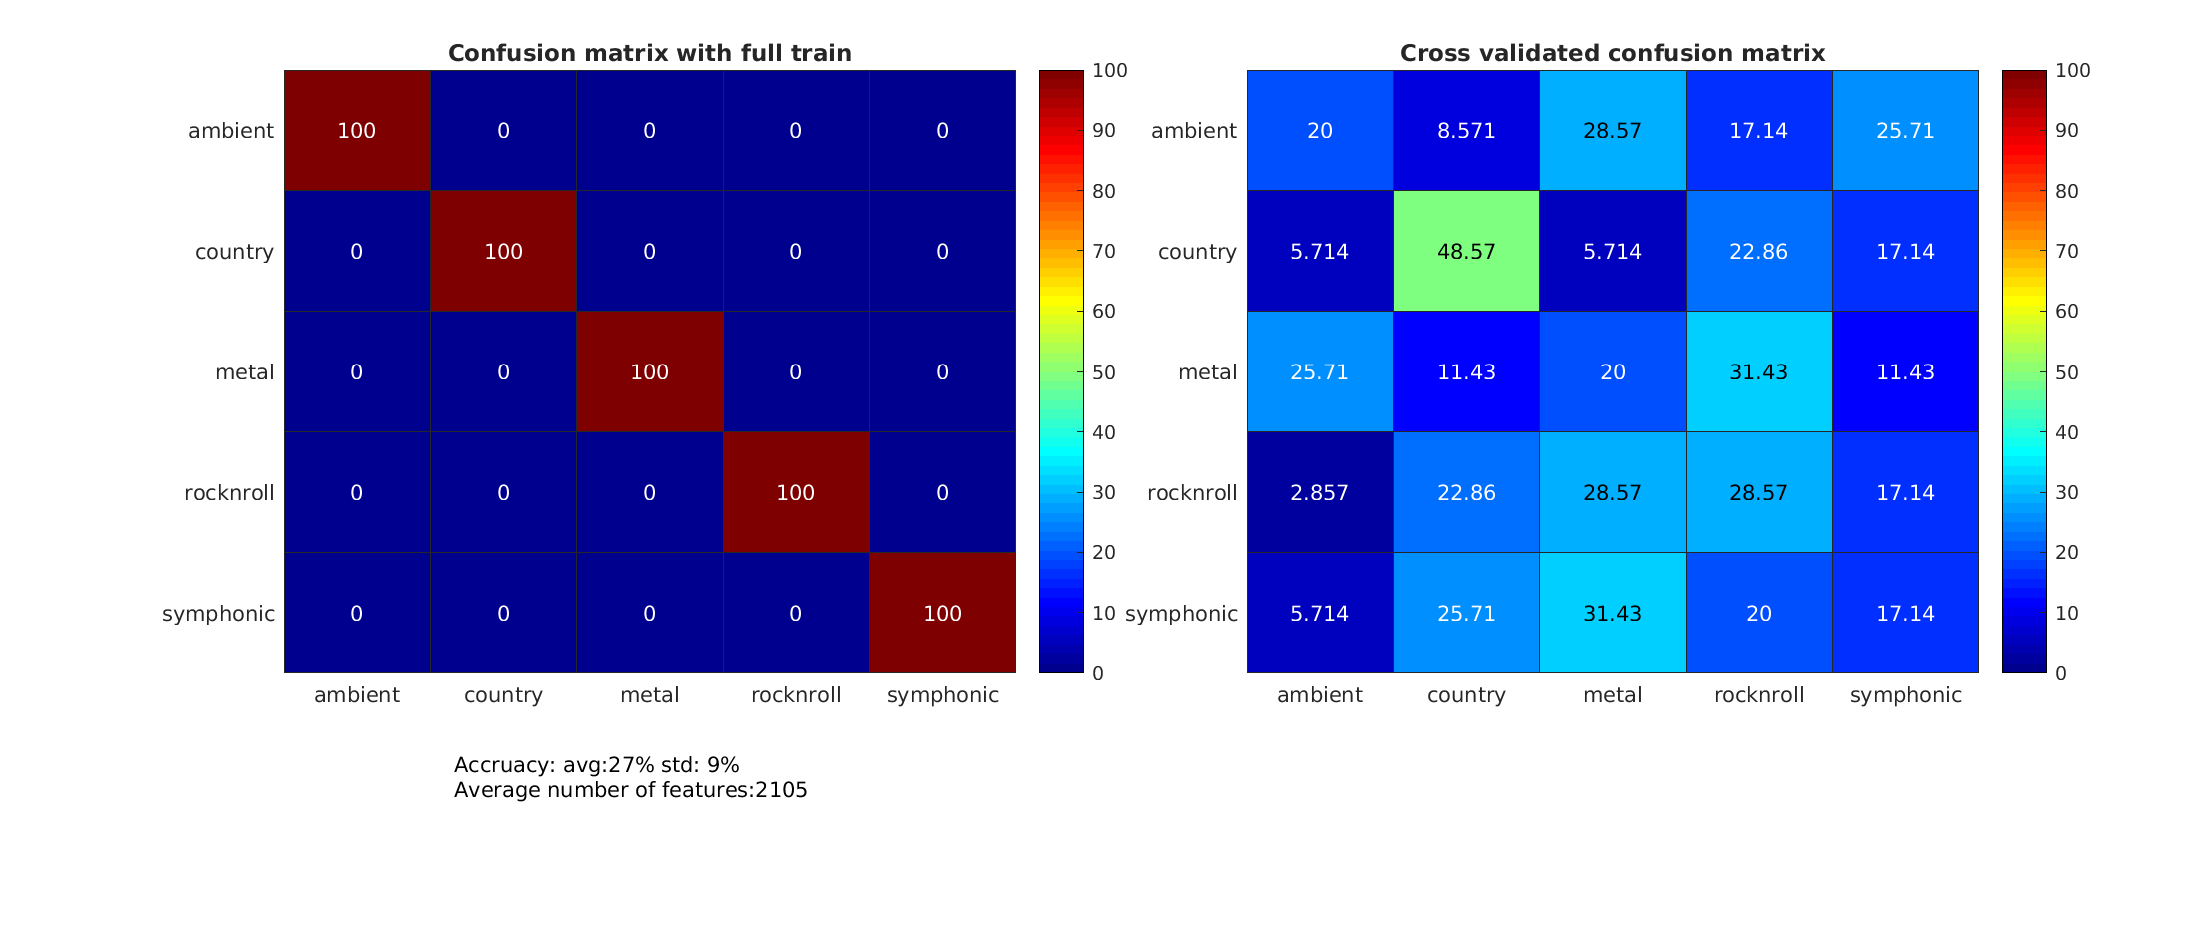 Confusion matrix with full train
ambient 100 0 0 0 0
country 0 100 0 0 0
metal 0 0 100 0 0
rocknroll 0 0 0 100 0
symphonic 0 0 0 0 100
ambient country metal rocknroll symphonic
100
90
80
70
60
50
40
30
20
10
0
Accruacy: avg:27% std: 9%
Average number of features:2105
Cross validated confusion matrix
ambient 20 8.571 28.57 17.14 25.71
country 5.714 48.57 5.714 22.86 17.14
metal 25.71 11.43 20 31.43 11.43
rocknroll 2.857 22.86 28.57 28.57 17.14
symphonic 5.714 25.71 31.43 20 17.14
ambient country metal rocknroll symphonic
100
90
80
70
60
50
40
30
20
10
0